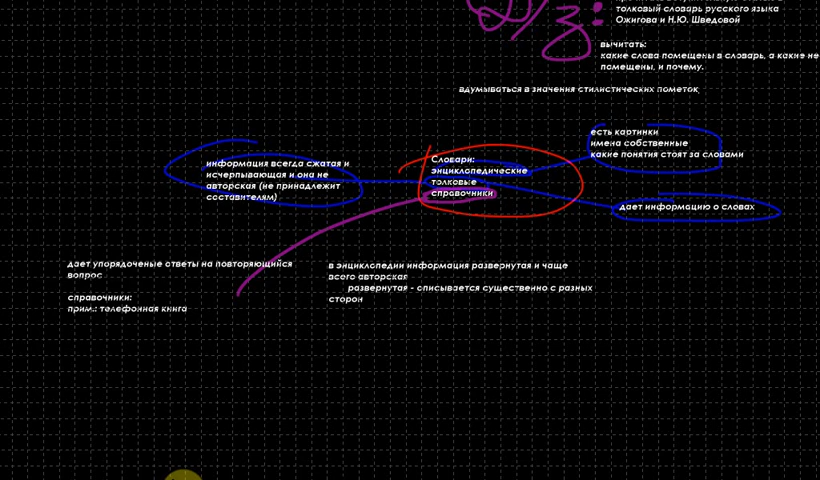 толковый словарь русского языка
Ожигова и Н.Ю. Шведовой
вычитать:
какие слова помещены в словарь, а какие не
помещены, и почему.
вдумываться в значения стилистических пометок
есть картинки
имена собственные
какие понятия стоят за словами
Словари:
энциклопедические
толковые
справочники
информация всегда сжатая и
исчерпывающая и она не
авторская (не принадлежит
составителям)
дает информацию о словах
дает упорядоченые ответы на повторяющийся
вопрос
справочники:
прим.: телефонная книга
в энциклопедии информация развернутая и чаще
всего авторская
развернутая - описывается существенно с разных
сторон